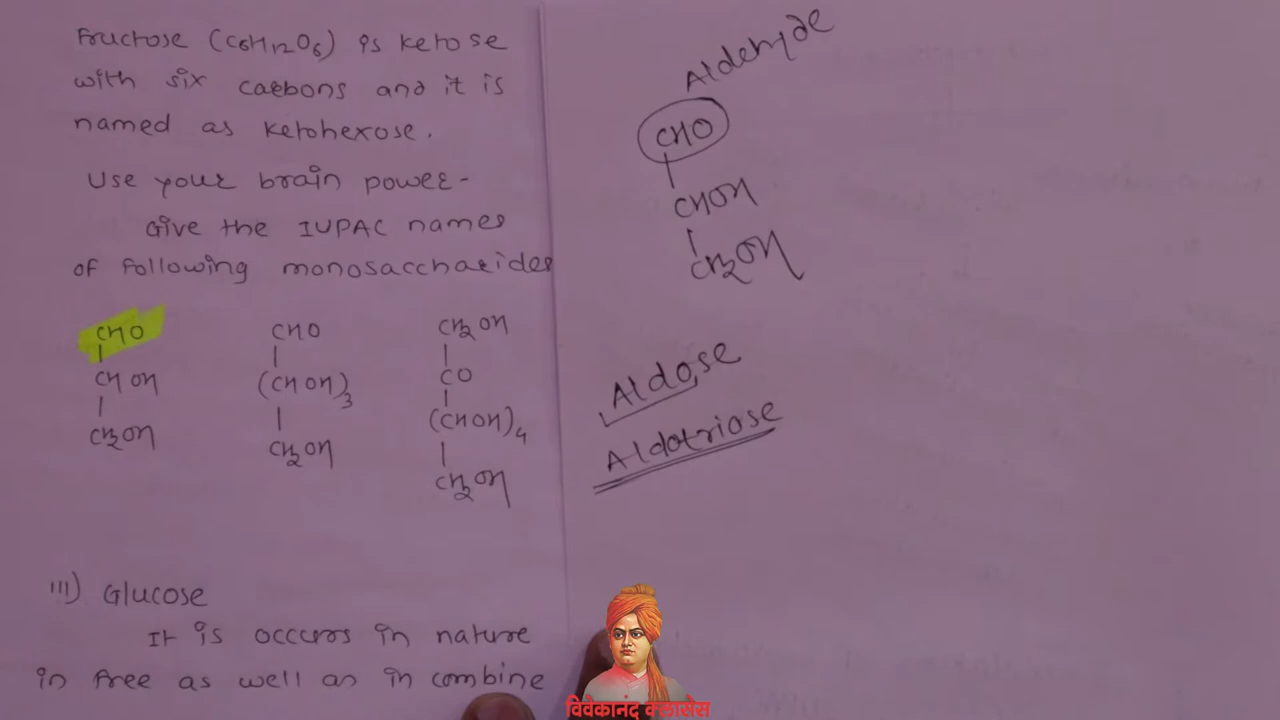 Fructose (C6H12O6) is ketose
with six carbons and it is
named as ketohexose.
Use your brain power-
Give the IUPAC names
of following monosaccharides
CHO
|
CHOH
|
CH2OH
CHO
|
(CHOH)3
|
CH2OH
CH2OH
|
CO
|
(CHOH)4
|
CH2OH
III) Glucose
It is occurs in nature
in free as well as in combine
Aldehyde
CHO
|
CHOH
|
CH2OH
Aldose
Aldotriose
विवेकानंद क्लासेस